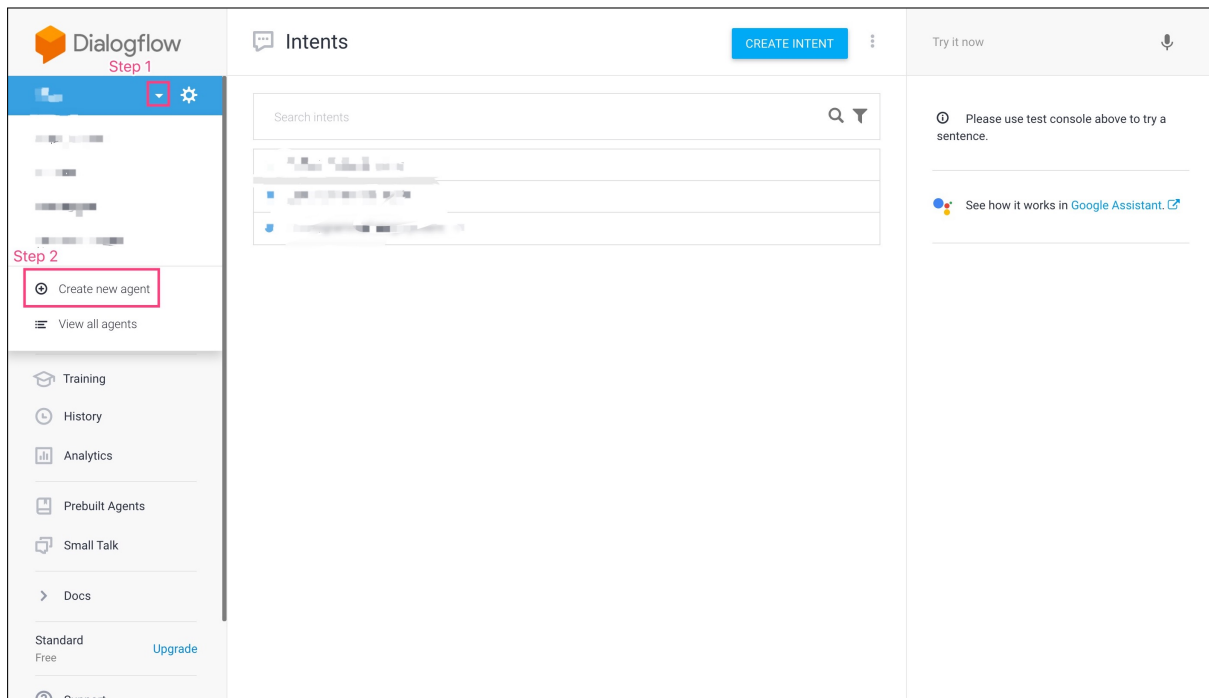 Dialogflow
Step 1
Step 2
Create new agent
View all agents
Training
History
Analytics
Prebuilt Agents
Small Talk
Docs
Standard
Free
Upgrade
Intents
CREATE INTENT
Search intents
Try it now
Please use test console above to try a
sentence.
See how it works in Google Assistant.